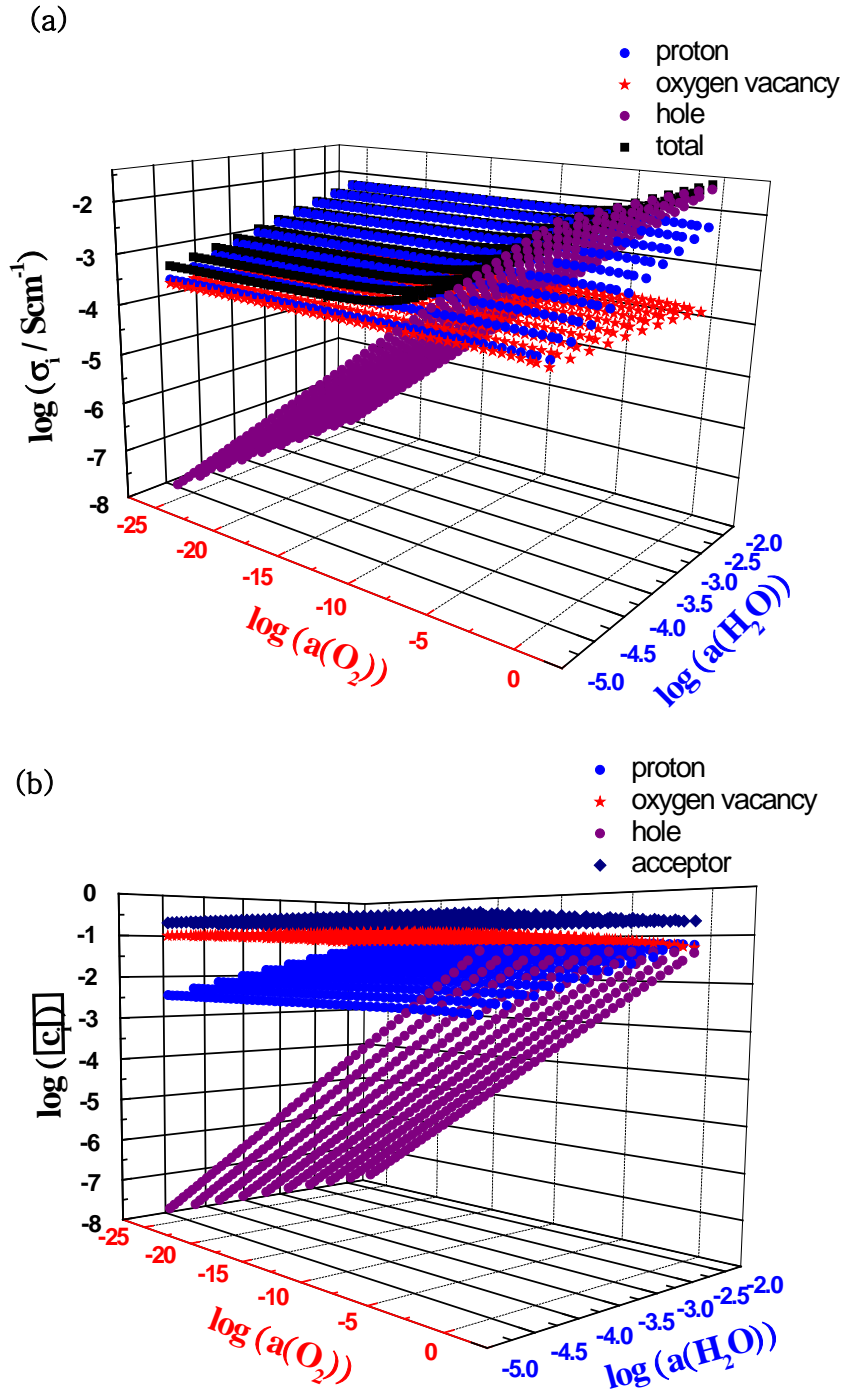 (a)
proton
oxygen vacancy
hole
total
-2
-3
-4
-5
-6
-7
-8
log (σi / Scm-1)
-25
-20
-15
-10
-5
0
log (a(O2))
-5.0
-4.5
-4.0
-3.5
-3.0
-2.5
-2.0
log (a(H2O))
(b)
proton
oxygen vacancy
hole
acceptor
0
-1
-2
-3
-4
-5
-6
-7
-8
log ([ci])
-25
-20
-15
-10
-5
0
log (a(O2))
-5.0
-4.5
-4.0
-3.5
-3.0
-2.5
-2.0
log (a(H2O))